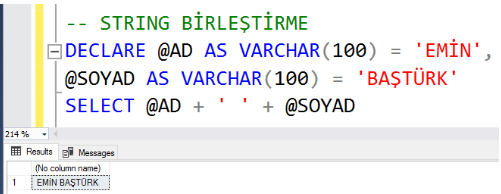 -- STRING BİRLEŞTİRME
DECLARE @AD AS VARCHAR(100) = 'EMİN',
@SOYAD AS VARCHAR(100) = 'BAŞTÜRK'
SELECT @AD + ' ' + @SOYAD
214 %
Results Messages
(No column name)
1 EMİN BAŞTÜRK